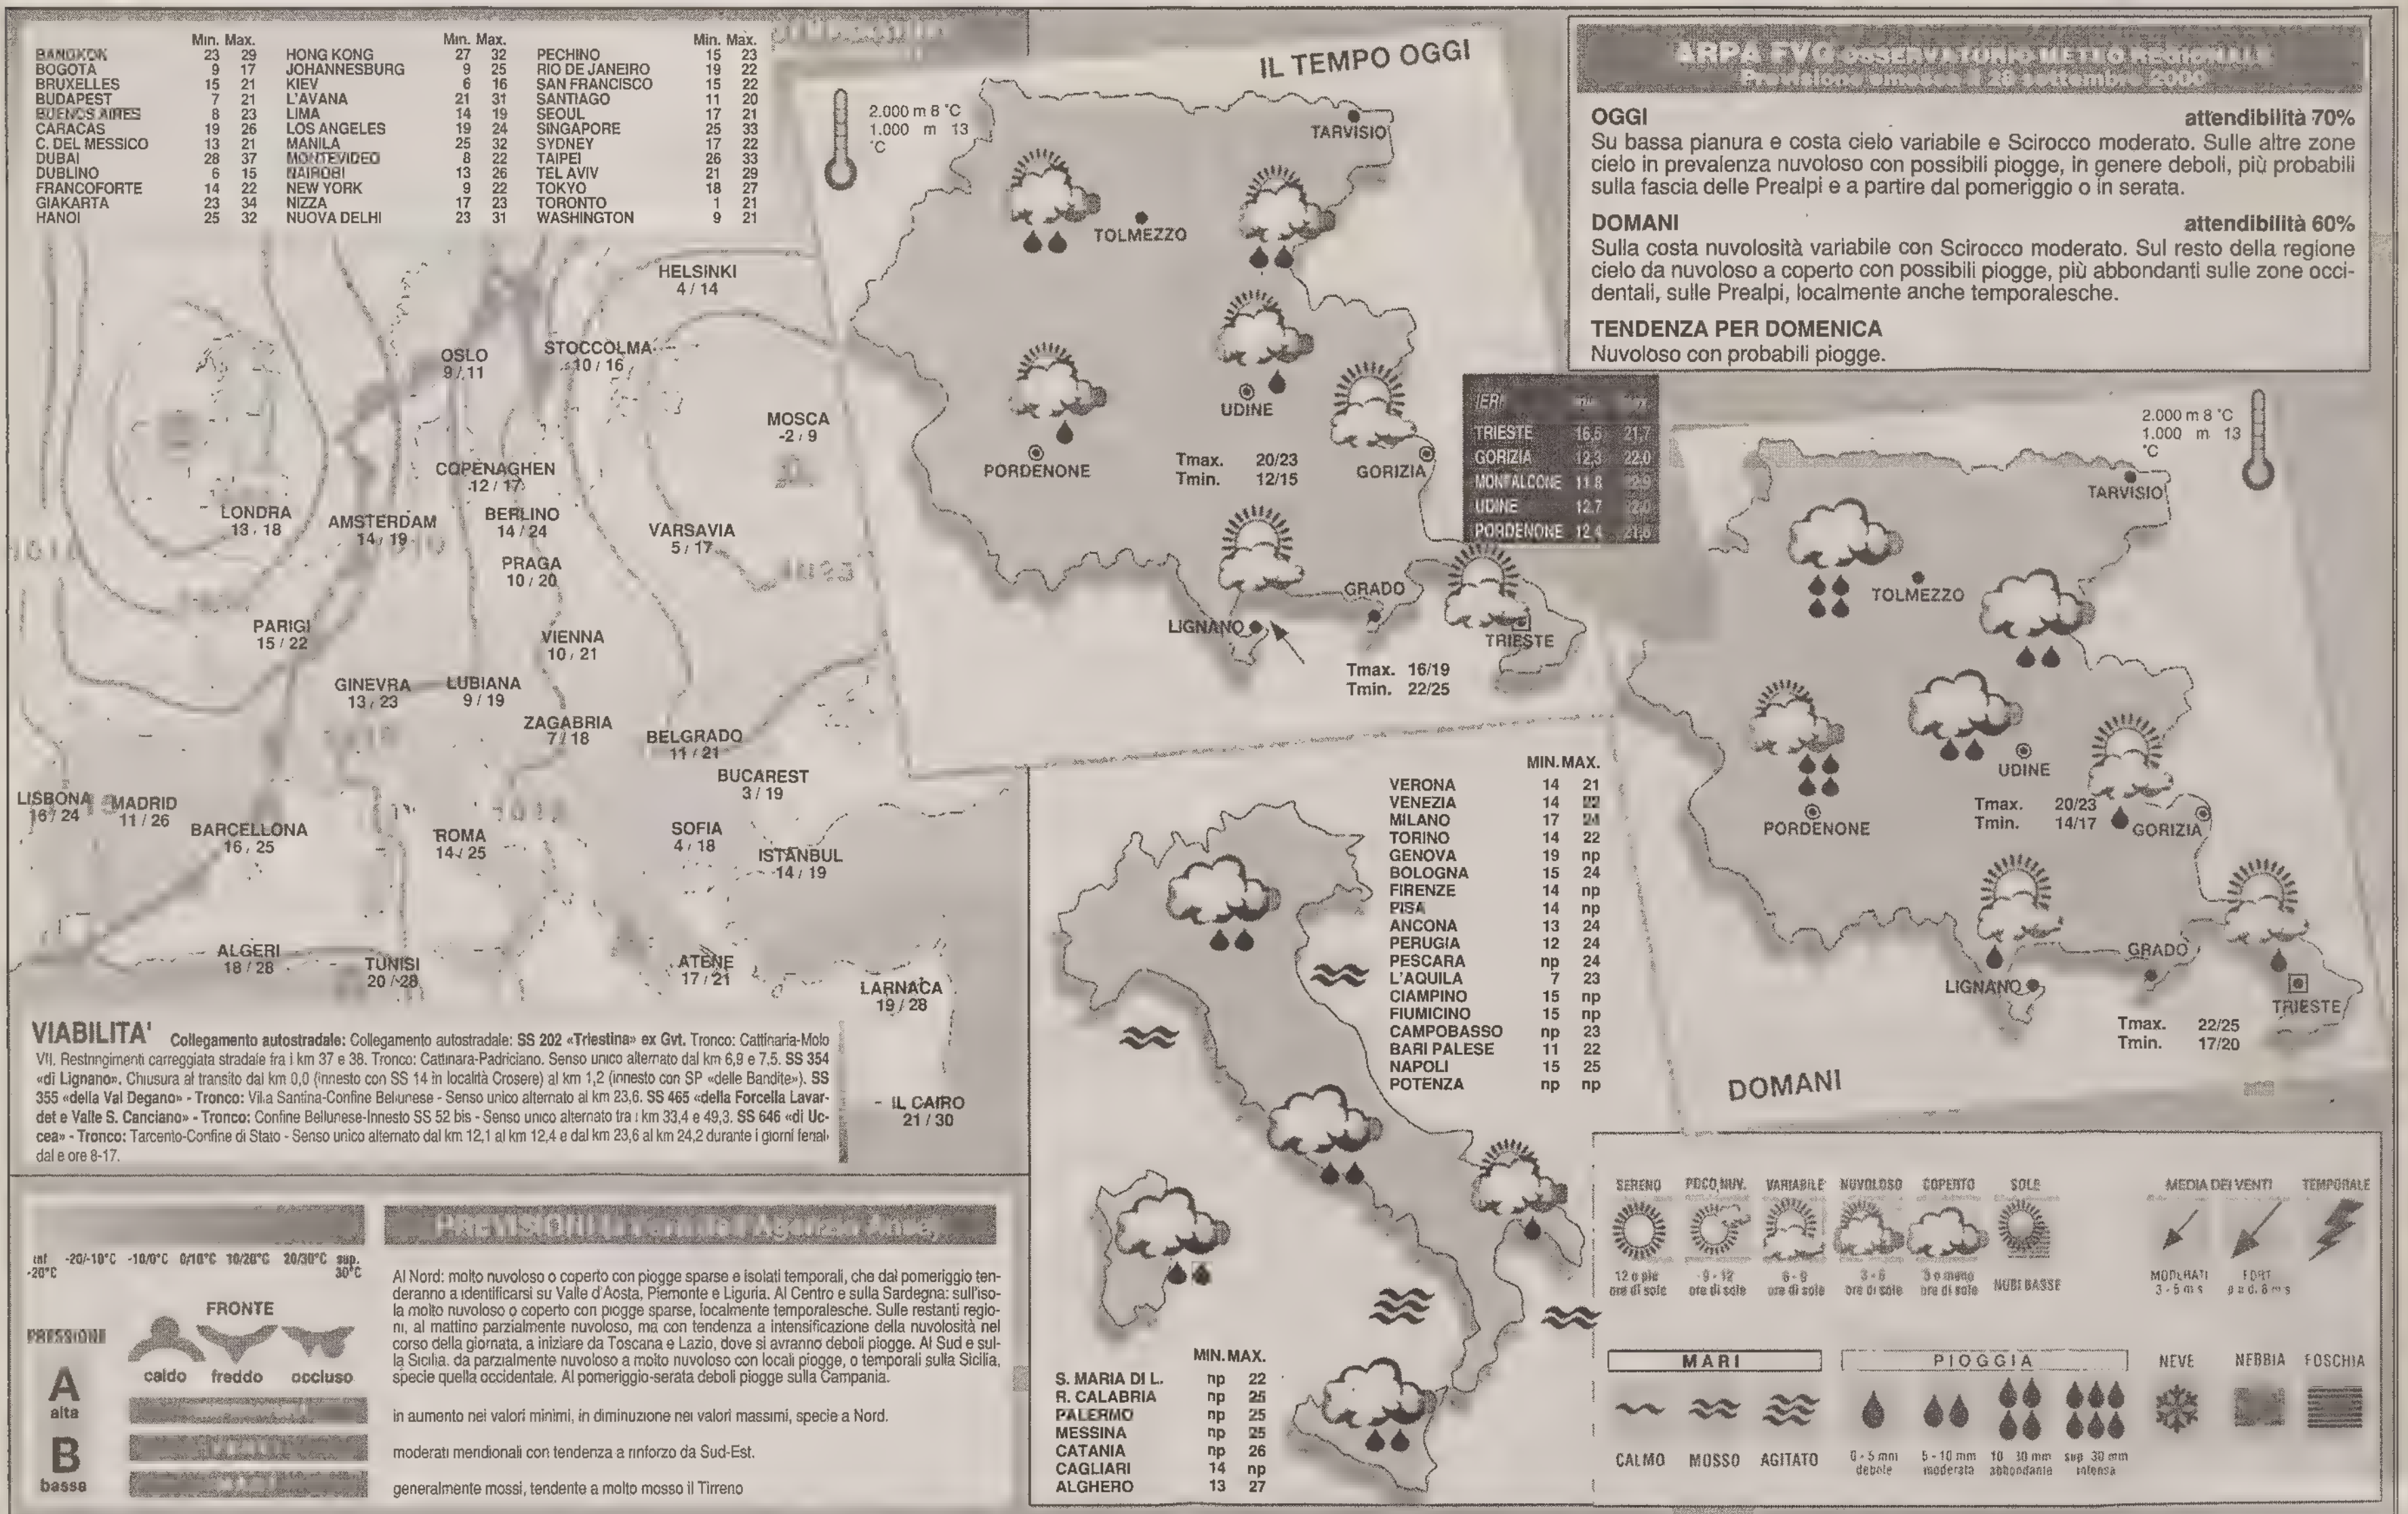 Min. Max.
BANGKOK 23 29
BOGOTÀ 9 17
BRUXELLES 15 21
BUDAPEST 7 21
BUENOS AIRES 8 23
CARACAS 19 26
C. DEL MESSICO 13 21
DUBAI 28 37
DUBLINO 6 15
FRANCOFORTE 14 22
GIAKARTA 23 34
HANOI 25 32
Min. Max.
HONG KONG 27 32
JOHANNESBURG 9 25
KIEV 6 16
L'AVANA 21 31
LIMA 14 19
LOS ANGELES 19 24
MANILA 25 32
MONTEVIDEO 8 22
NAIROBI 13 26
NEW YORK 9 22
NIZZA 17 23
NUOVA DELHI 23 31
Min. Max.
PECHINO 15 23
RIO DE JANEIRO 19 22
SAN FRANCISCO 15 22
SANTIAGO 11 20
SEOUL 17 21
SINGAPORE 25 33
SYDNEY 17 22
TAIPEI 26 33
TEL AVIV 21 29
TOKYO 18 27
TORONTO 1 21
WASHINGTON 9 21
HELSINKI
4 / 14
OSLO
9 / 11
STOCCOLMA
10 / 16
MOSCA
-2 / 9
COPENAGHEN
12 / 17
LONDRA
13 / 18
AMSTERDAM
14 / 19
BERLINO
14 / 24
VARSAVIA
5 / 17
PRAGA
10 / 20
PARIGI
15 / 22
VIENNA
10 / 21
GINEVRA
13 / 23
LUBIANA
9 / 19
ZAGABRIA
7 / 18
BELGRADO
11 / 21
BUCAREST
3 / 19
LISBONA
16 / 24
MADRID
11 / 26
BARCELLONA
16 / 25
ROMA
14 / 25
SOFIA
4 / 18
ISTANBUL
14 / 19
ALGERI
18 / 28
TUNISI
20 / 28
ATENE
17 / 21
LARNACA
19 / 28
IL CAIRO
21 / 30
IL TEMPO OGGI
2.000 m 8 °C
1.000 m 13
°C
TARVISIO
TOLMEZZO
UDINE
PORDENONE
GORIZIA
Tmax. 20/23
Tmin. 12/15
GRADO
LIGNANO
TRIESTE
Tmax. 16/19
Tmin. 22/25
ARPA FVG OSSERVATORIO METEO REGIONALE
OGGI attendibilità 70%
Su bassa pianura e costa cielo variabile e Scirocco moderato. Sulle altre zone
cielo in prevalenza nuvoloso con possibili piogge, in genere deboli, più probabili
sulla fascia delle Prealpi e a partire dal pomeriggio o in serata.
DOMANI attendibilità 60%
Sulla costa nuvolosità variabile con Scirocco moderato. Sul resto della regione
cielo da nuvoloso a coperto con possibili piogge, più abbondanti sulle zone occi-
dentali, sulle Prealpi, localmente anche temporalesche.
TENDENZA PER DOMENICA
Nuvoloso con probabili piogge.
IERI
TRIESTE 16,5 21,7
GORIZIA 12,3 22,0
MONFALCONE 11,8
UDINE 12,7
PORDENONE 12,4
2.000 m 8 °C
1.000 m 13
°C
TARVISIO
TOLMEZZO
UDINE
PORDENONE
Tmax. 20/23
Tmin. 14/17
GORIZIA
GRADO
LIGNANO
TRIESTE
Tmax. 22/25
Tmin. 17/20
DOMANI
MIN. MAX.
VERONA 14 21
VENEZIA 14
MILANO 17
TORINO 14 22
GENOVA 19 np
BOLOGNA 15 24
FIRENZE 14 np
PISA 14 np
ANCONA 13 24
PERUGIA 12 24
PESCARA np 24
L'AQUILA 7 23
CIAMPINO 15 np
FIUMICINO 15 np
CAMPOBASSO np 23
BARI PALESE 11 22
NAPOLI 15 25
POTENZA np np
MIN. MAX.
S. MARIA DI L. np 22
R. CALABRIA np 25
PALERMO np 25
MESSINA np 25
CATANIA np 26
CAGLIARI 14 np
ALGHERO 13 27
VIABILITA' Collegamento autostradale: Collegamento autostradale: SS 202 «Triestina» ex Gvt. Tronco: Cattinaria-Molo
VII. Restringimenti carreggiata stradale fra i km 37 e 38. Tronco: Cattinara-Padriciano. Senso unico alternato dal km 6,9 e 7,5. SS 354
«di Lignano». Chiusura al transito dal km 0,0 (innesto con SS 14 in località Crosere) al km 1,2 (innesto con SP «delle Bandite»). SS
355 «della Val Degano» - Tronco: Villa Santina-Confine Bellunese - Senso unico alternato al km 23,6. SS 465 «della Forcella Lavar-
det e Valle S. Canciano» - Tronco: Confine Bellunese-Innesto SS 52 bis - Senso unico alternato tra i km 33,4 e 49,3. SS 646 «di Uc-
cea» - Tronco: Tarcento-Confine di Stato - Senso unico alternato dal km 12,1 al km 12,4 e dal km 23,6 al km 24,2 durante i giorni feriali
dal e ore 8-17.
inf -20°C -20/-10°C -10/0°C 0/10°C 10/20°C 20/30°C sup. 30°C
FRONTE
PRESSIONE
caldo freddo occluso
A
alta
B
bassa
PREVISIONI
Al Nord: molto nuvoloso o coperto con piogge sparse e isolati temporali, che dal pomeriggio ten-
deranno a identificarsi su Valle d'Aosta, Piemonte e Liguria. Al Centro e sulla Sardegna: sull'iso-
la molto nuvoloso o coperto con piogge sparse, localmente temporalesche. Sulle restanti regio-
ni, al mattino parzialmente nuvoloso, ma con tendenza a intensificazione della nuvolosità nel
corso della giornata, a iniziare da Toscana e Lazio, dove si avranno deboli piogge. Al Sud e sul-
la Sicilia. da parzialmente nuvoloso a molto nuvoloso con locali piogge, o temporali sulla Sicilia,
specie quella occidentale. Al pomeriggio-serata deboli piogge sulla Campania.
in aumento nei valori minimi, in diminuzione nei valori massimi, specie a Nord.
moderati meridionali con tendenza a rinforzo da Sud-Est.
generalmente mossi, tendente a molto mosso il Tirreno
SERENO POCO NUV. VARIABILE NUVOLOSO COPERTO SOLE MEDIA DEI VENTI TEMPORALE
12 o più
ore di sole
9 - 12
ore di sole
6 - 9
ore di sole
3 - 6
ore di sole
3 o meno
ore di sole
NUBI BASSE
MODERATI
3 - 6 m s
MARI PIOGGIA NEVE NEBBIA FOSCHIA
CALMO MOSSO AGITATO
0 - 5 mm
debole
5 - 10 mm
moderata
10 30 mm
abbondante
sup 30 mm
intensa